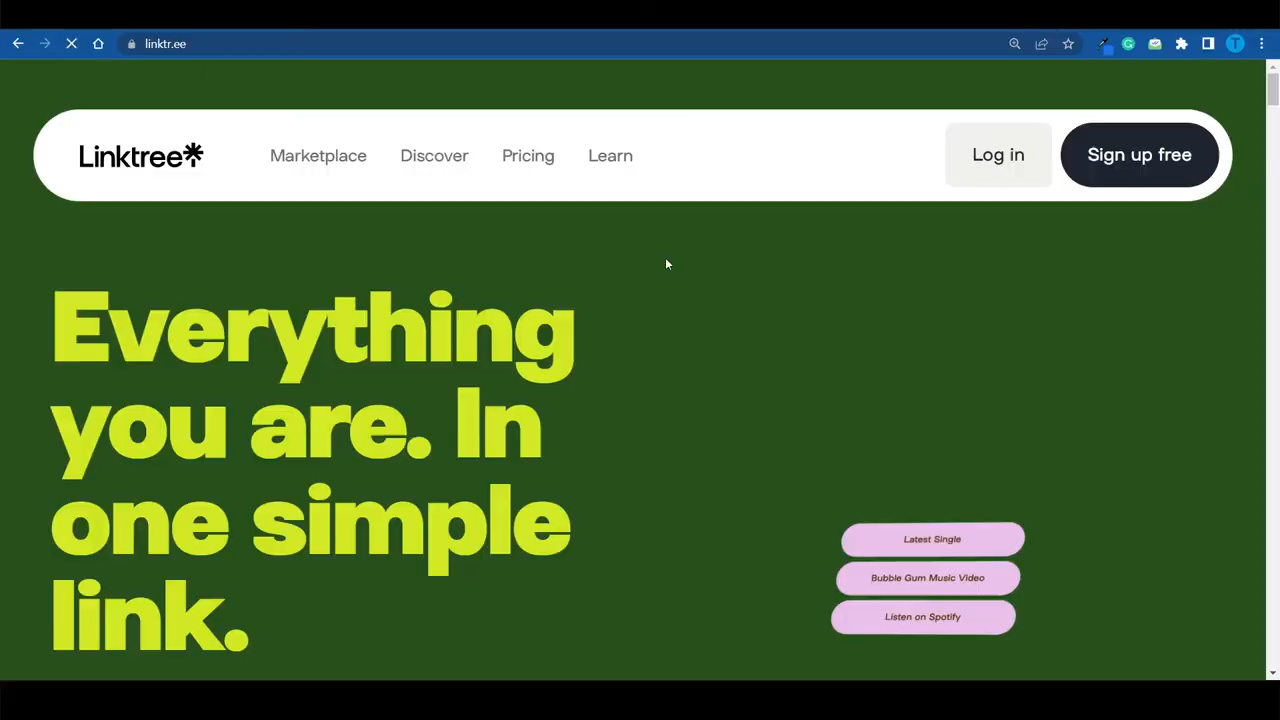 linktr.ee
T
Linktree
Marketplace
Discover
Pricing
Learn
Log in
Sign up free
Everything
you are. In
one simple
link.
Latest Single
Bubble Gum Music Video
Listen on Spotify